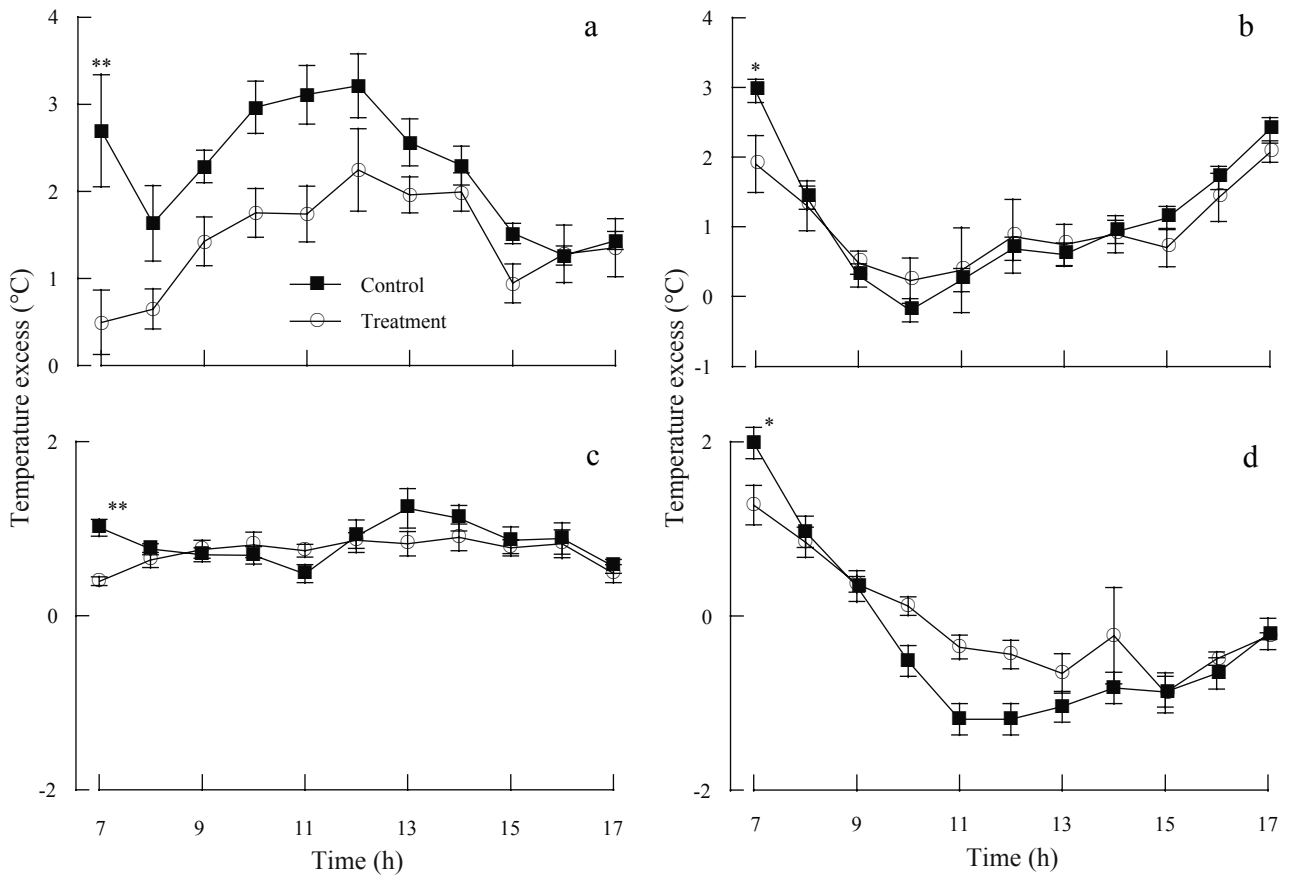 a
4
3
2
1
0
**
Control
Treatment
Temperature excess (°C)
b
4
3
2
1
0
-1
*
Temperature excess (°C)
c
2
0
-2
**
7 9 11 13 15 17
Time (h)
d
2
0
-2
*
7 9 11 13 15 17
Time (h)